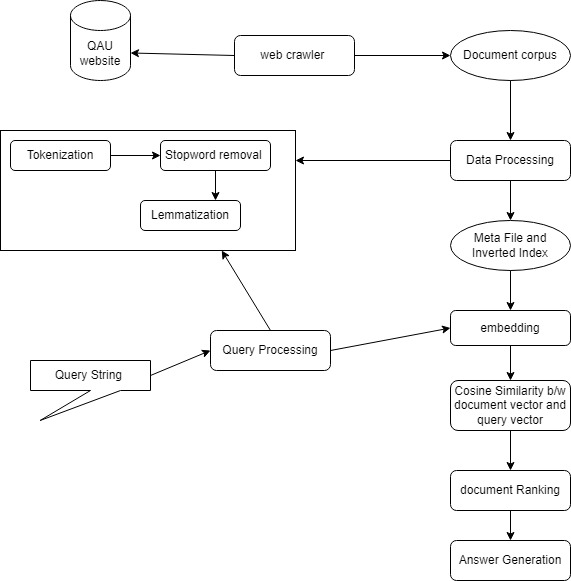 QAU
website
web crawler
Document corpus
Tokenization
Stopword removal
Data Processing
Lemmatization
Meta File and
Inverted Index
embedding
Query Processing
Query String
Cosine Similarity b/w
document vector and
query vector
document Ranking
Answer Generation